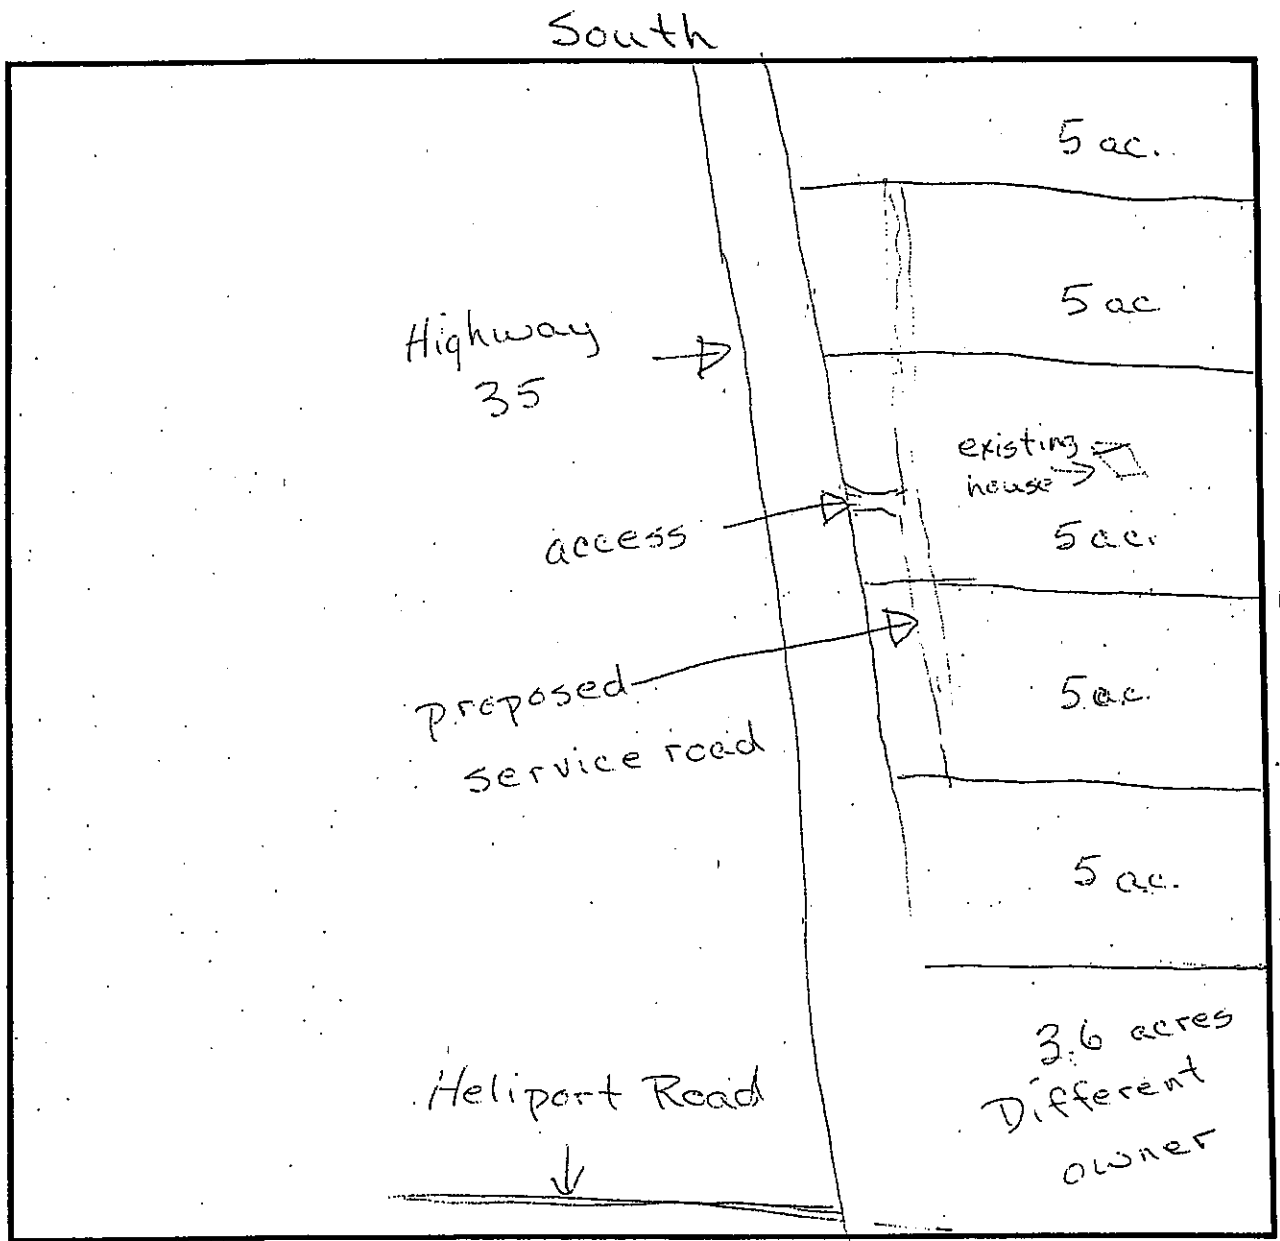 South
5 ac.
5 ac
Highway
35
existing
house
5 ac.
access
proposed
service road
5 ac.
5 ac.
3.6 acres
Different
owner
Heliport Road